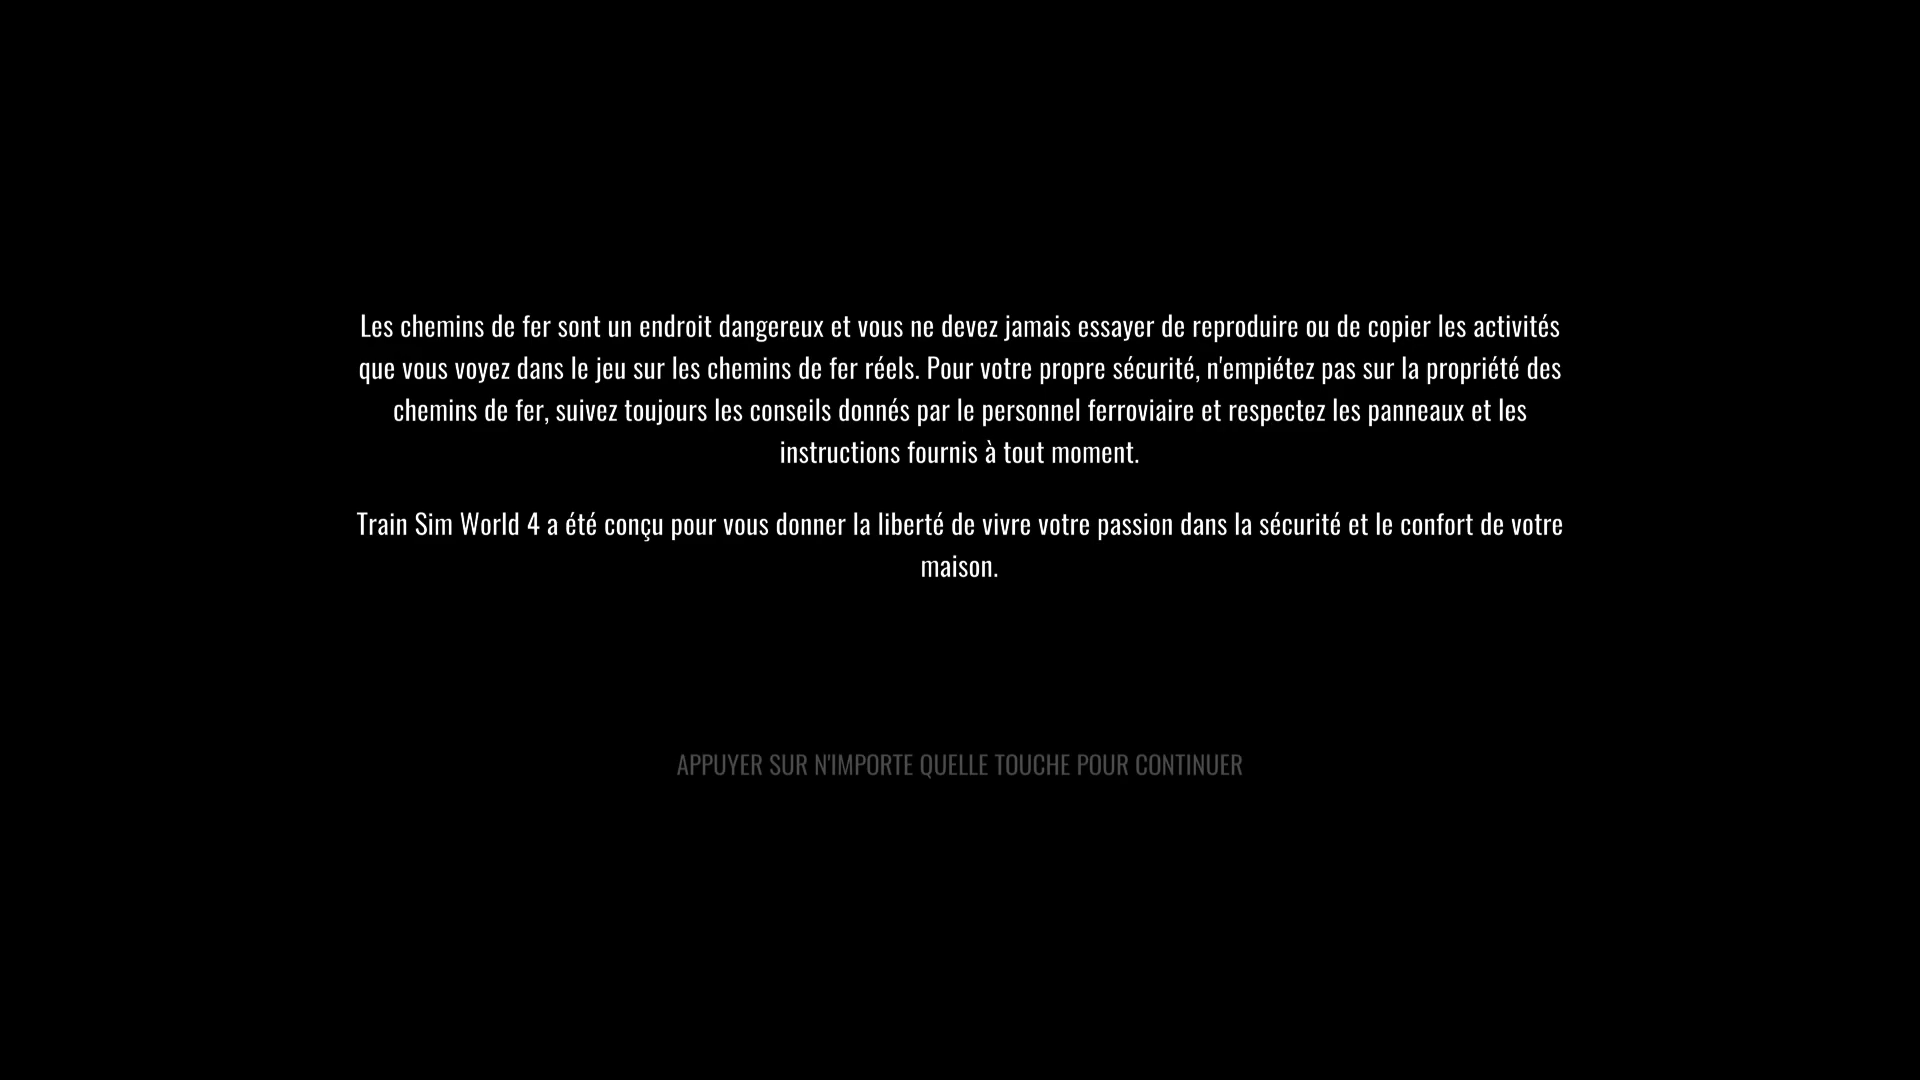 Les chemins de fer sont un endroit dangereux et vous ne devez jamais essayer de reproduire ou de copier les activités
que vous voyez dans le jeu sur les chemins de fer réels. Pour votre propre sécurité, n'empiétez pas sur la propriété des
chemins de fer, suivez toujours les conseils donnés par le personnel ferroviaire et respectez les panneaux et les
instructions fournis à tout moment.
Train Sim World 4 a été conçu pour vous donner la liberté de vivre votre passion dans la sécurité et le confort de votre
maison.
APPUYER SUR N'IMPORTE QUELLE TOUCHE POUR CONTINUER